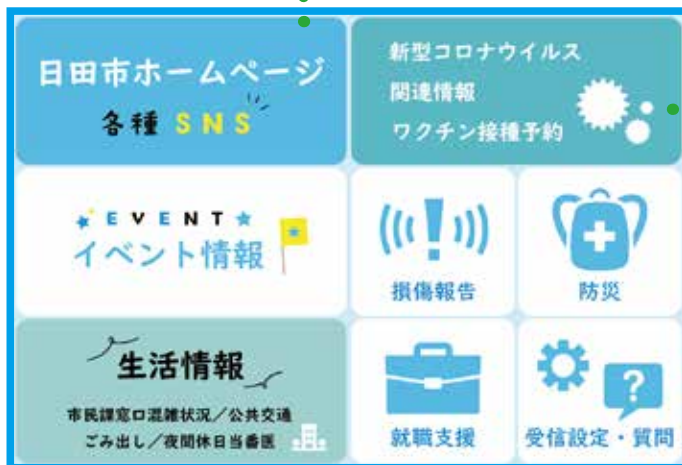 日田市ホームページ
各種 SNS
新型コロナウイルス
関連情報
ワクチン接種予約
EVENT
イベント情報
損傷報告
防災
生活情報
市民課窓口混雑状況／公共交通
ごみ出し／夜間休日当番医
就職支援
?
受信設定・質問